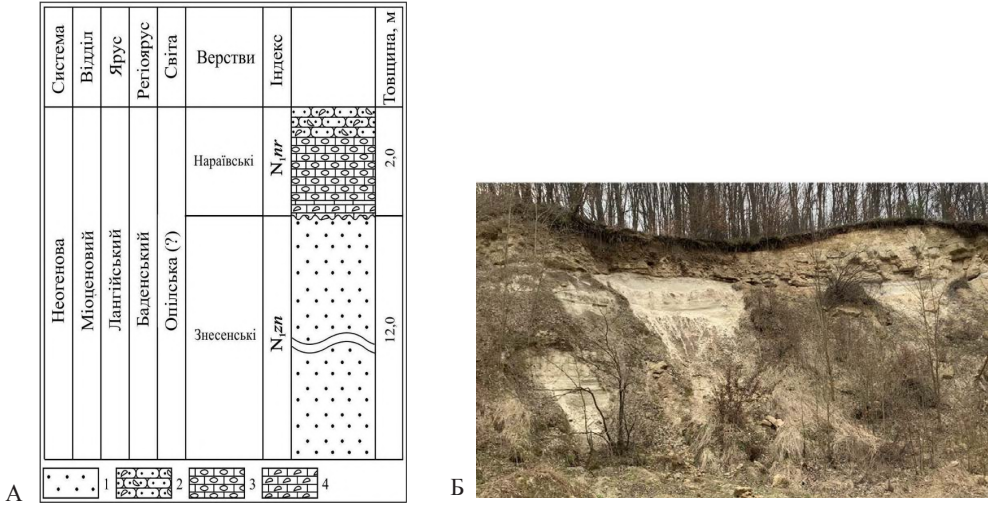 Система
Відділ
Ярус
Регіоярус
Світа
Верстви
Індекс
Товщина, м
Неогенова
Міоценовий
Лангійський
Баденський
Опільська (?)
Нараївські
N₁nr
2,0
Знесенські
N₁zn
12,0
1
2
3
4
А
Б